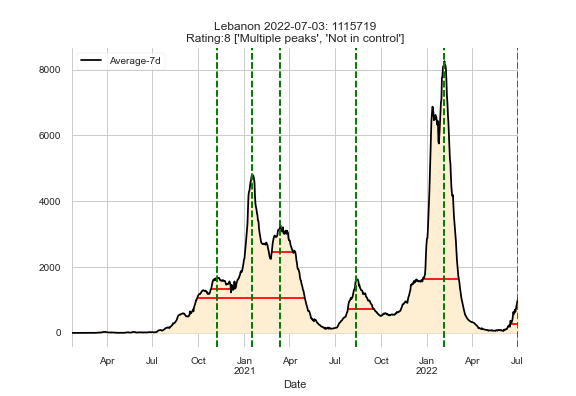 Lebanon 2022-07-03: 1115719
Rating:8 ['Multiple peaks', 'Not in control']
Average-7d
8000
6000
4000
2000
0
Apr Jul Oct Jan Apr Jul Oct Jan Apr Jul
2021 2022
Date